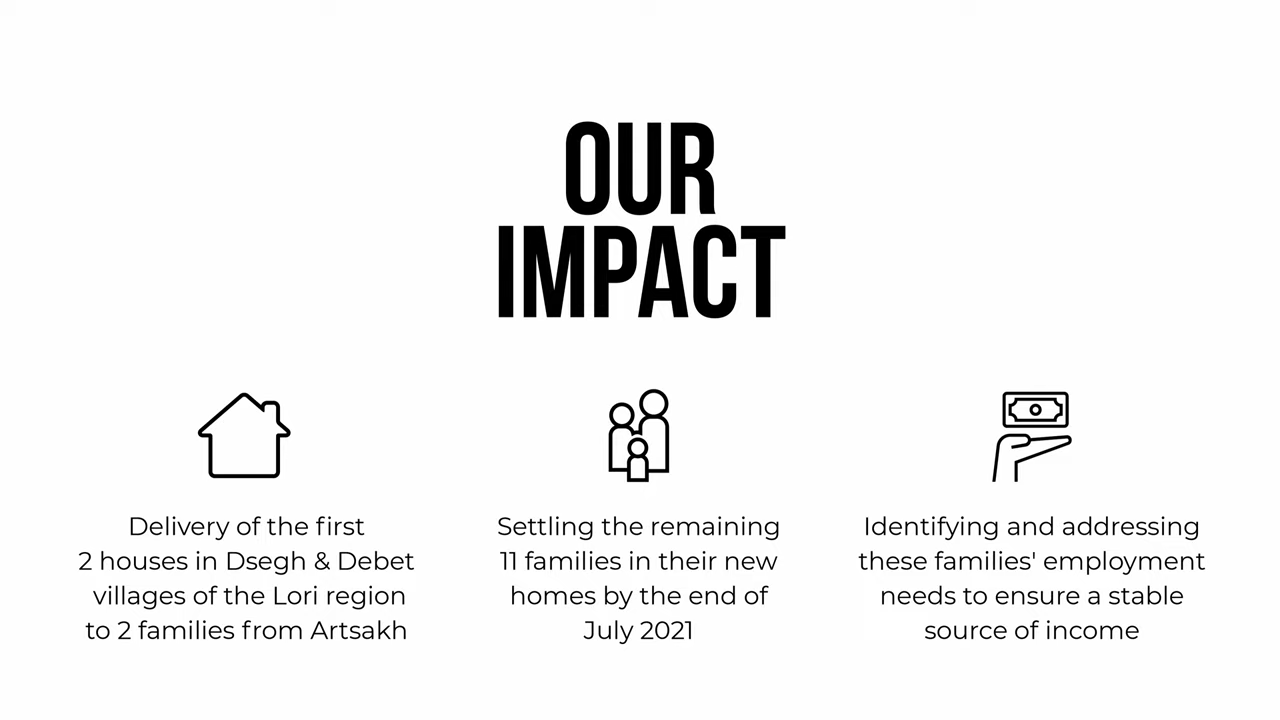 OUR
IMPACT
Delivery of the first
2 houses in Dsegh & Debet
villages of the Lori region
to 2 families from Artsakh
Settling the remaining
11 families in their new
homes by the end of
July 2021
Identifying and addressing
these families' employment
needs to ensure a stable
source of income